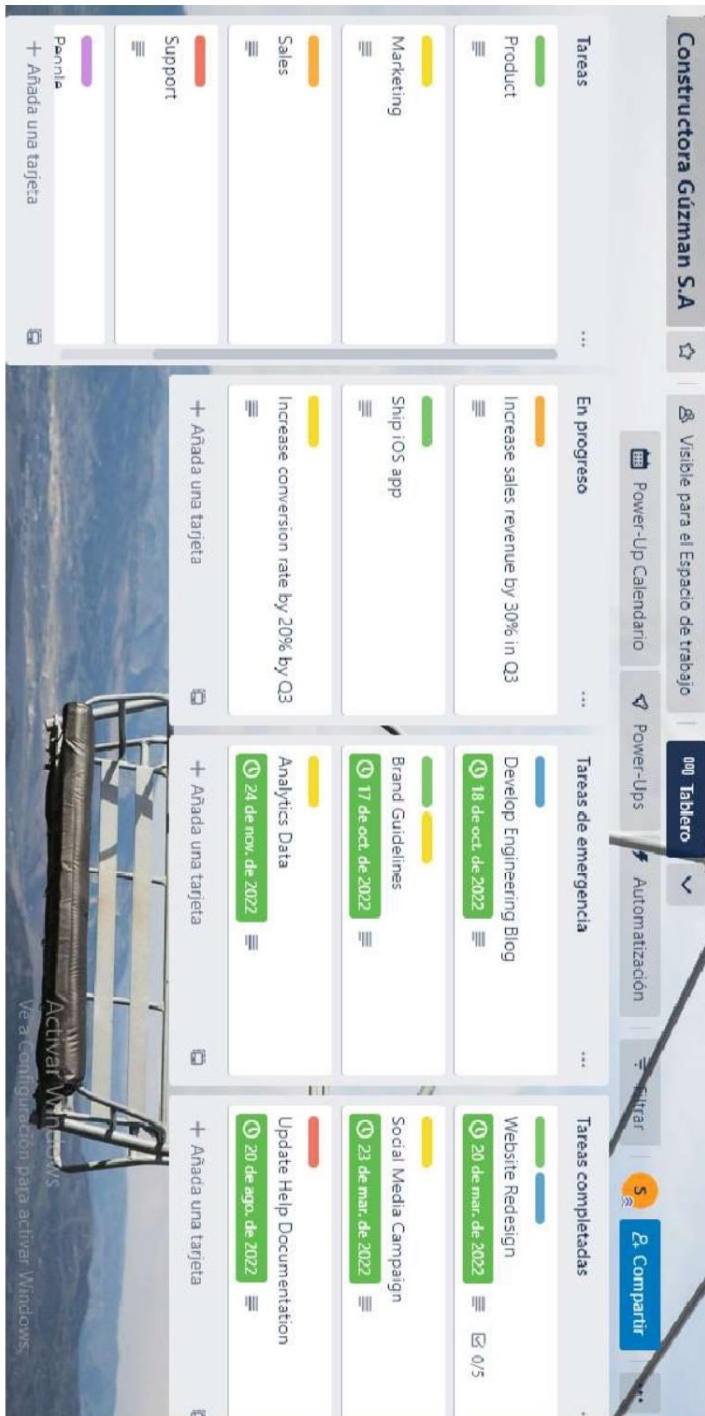 Constructora Gúzman S.A
Visible para el Espacio de trabajo
Tablero
Power-Up Calendario
Power-Ups
Automatización
Filtrar
S
Compartir
Tareas
Product
Marketing
Sales
Support
People
+ Añada una tarjeta
En progreso
Increase sales revenue by 30% in Q3
Ship iOS app
Increase conversion rate by 20% by Q3
+ Añada una tarjeta
Tareas de emergencia
Develop Engineering Blog
18 de oct. de 2022
Brand Guidelines
17 de oct. de 2022
Analytics Data
24 de nov. de 2022
+ Añada una tarjeta
Tareas completadas
Website Redesign
20 de mar. de 2022 0/5
Social Media Campaign
23 de mar. de 2022
Update Help Documentation
20 de ago. de 2022
+ Añada una tarjeta
Activar Windows
Ve a Configuración para activar Windows.